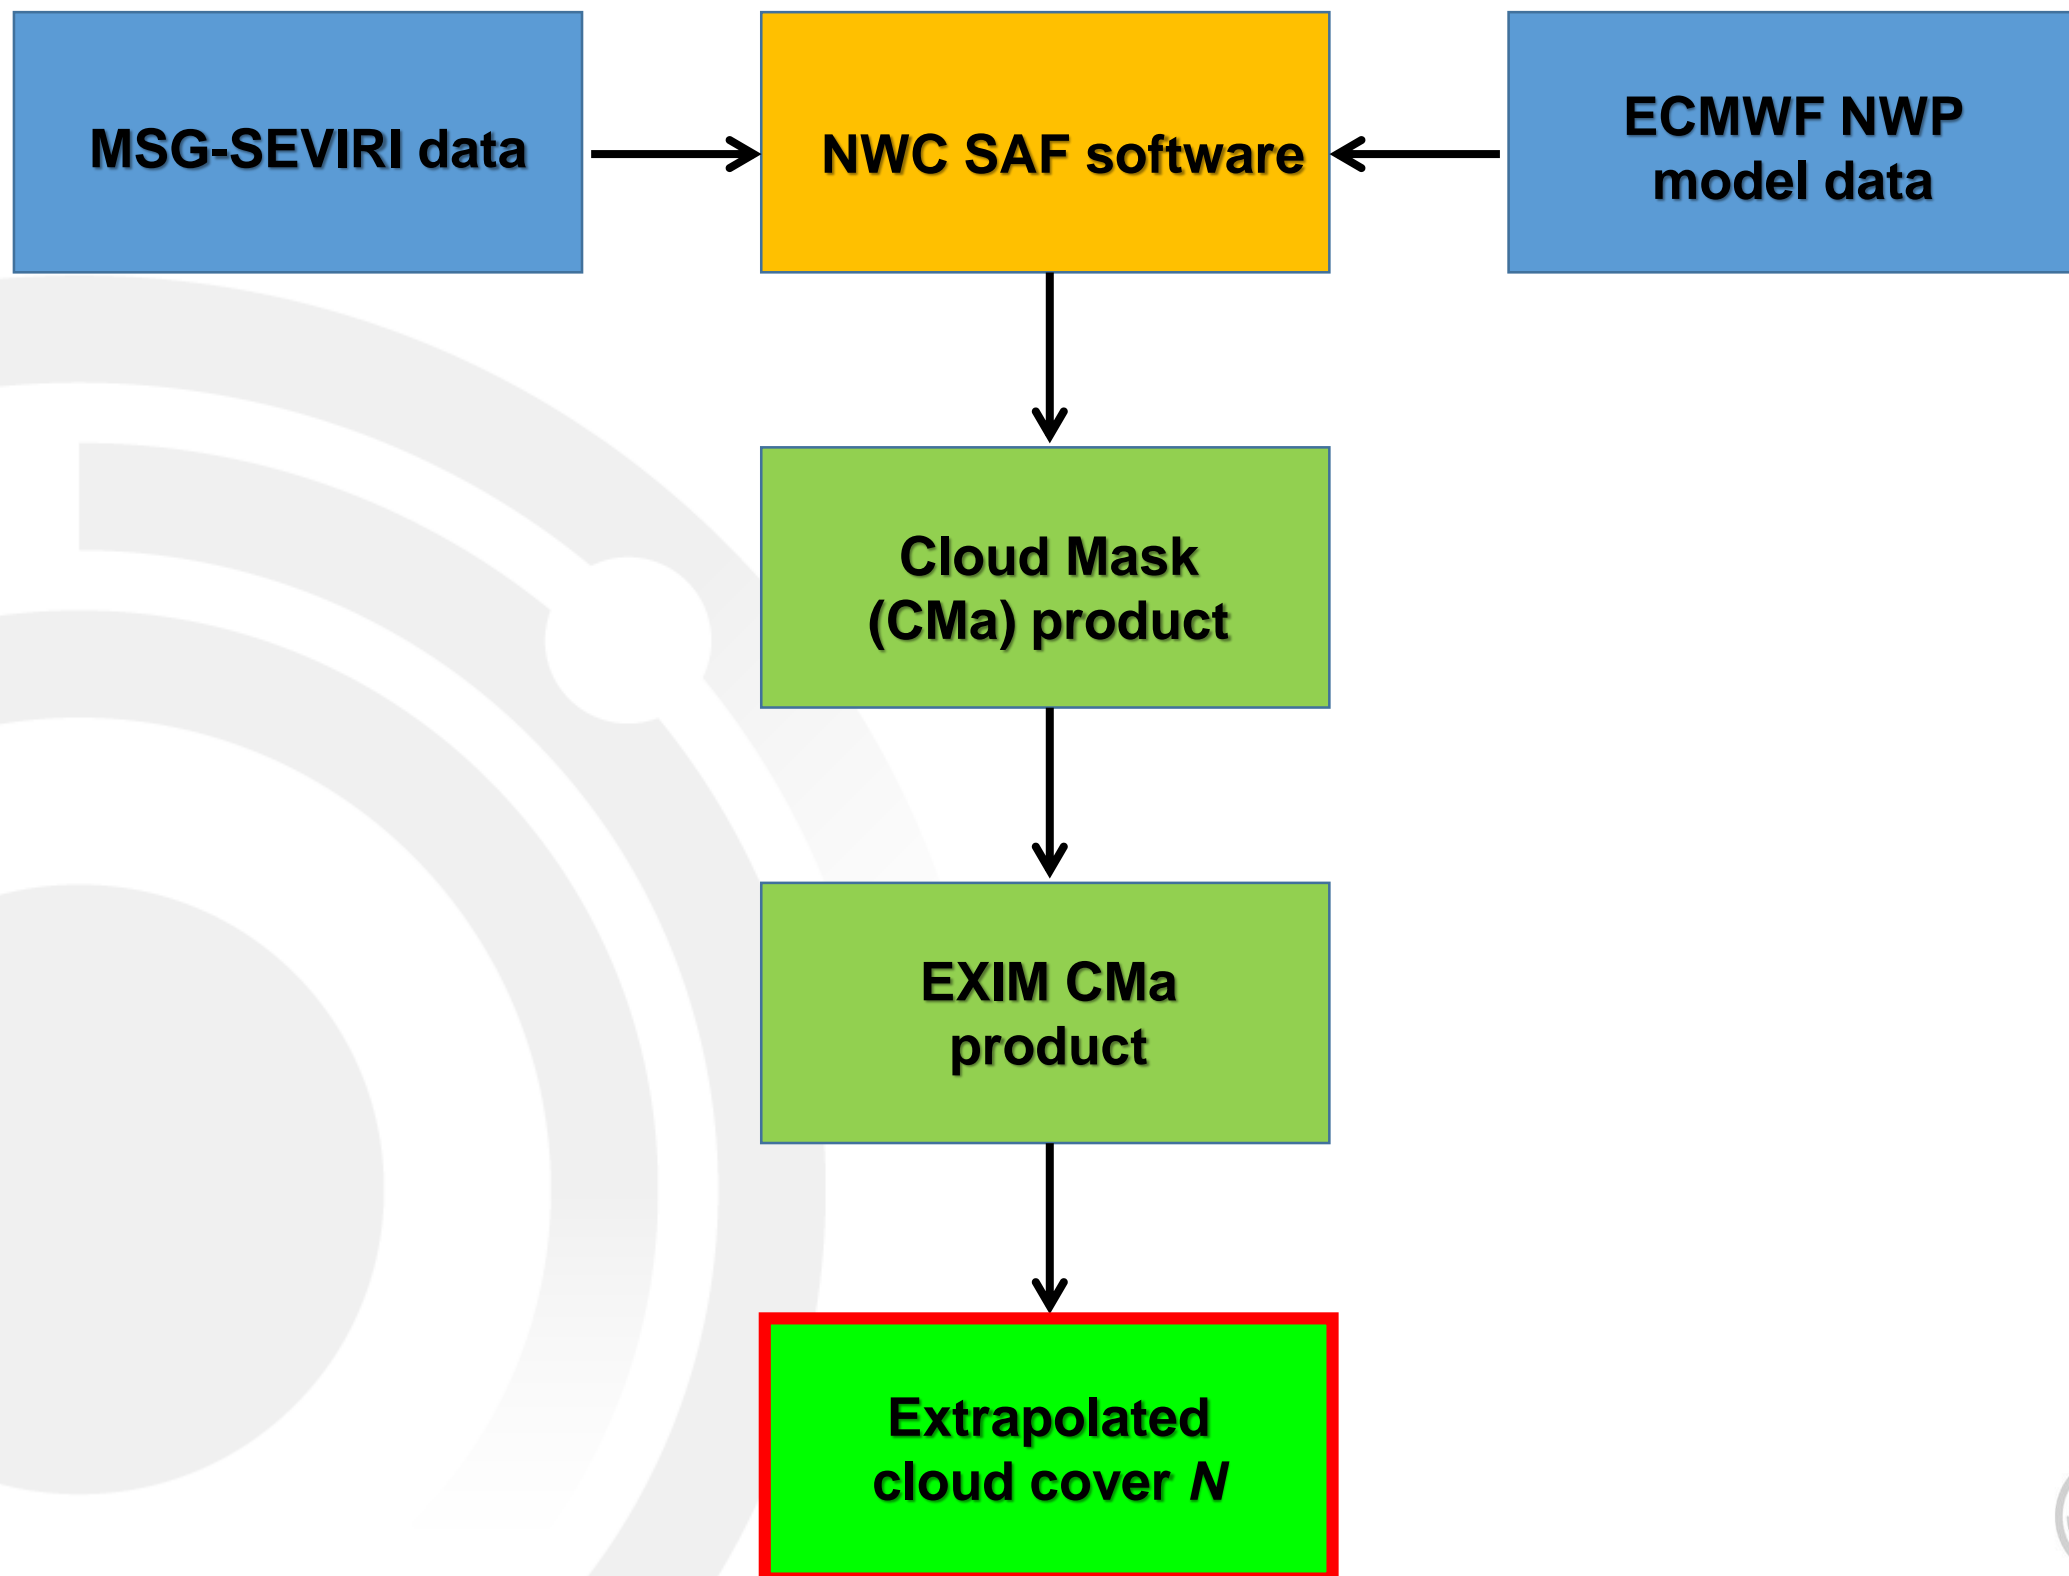 MSG-SEVIRI data
NWC SAF software
ECMWF NWP
model data
Cloud Mask
(CMa) product
EXIM CMa
product
Extrapolated
cloud cover N